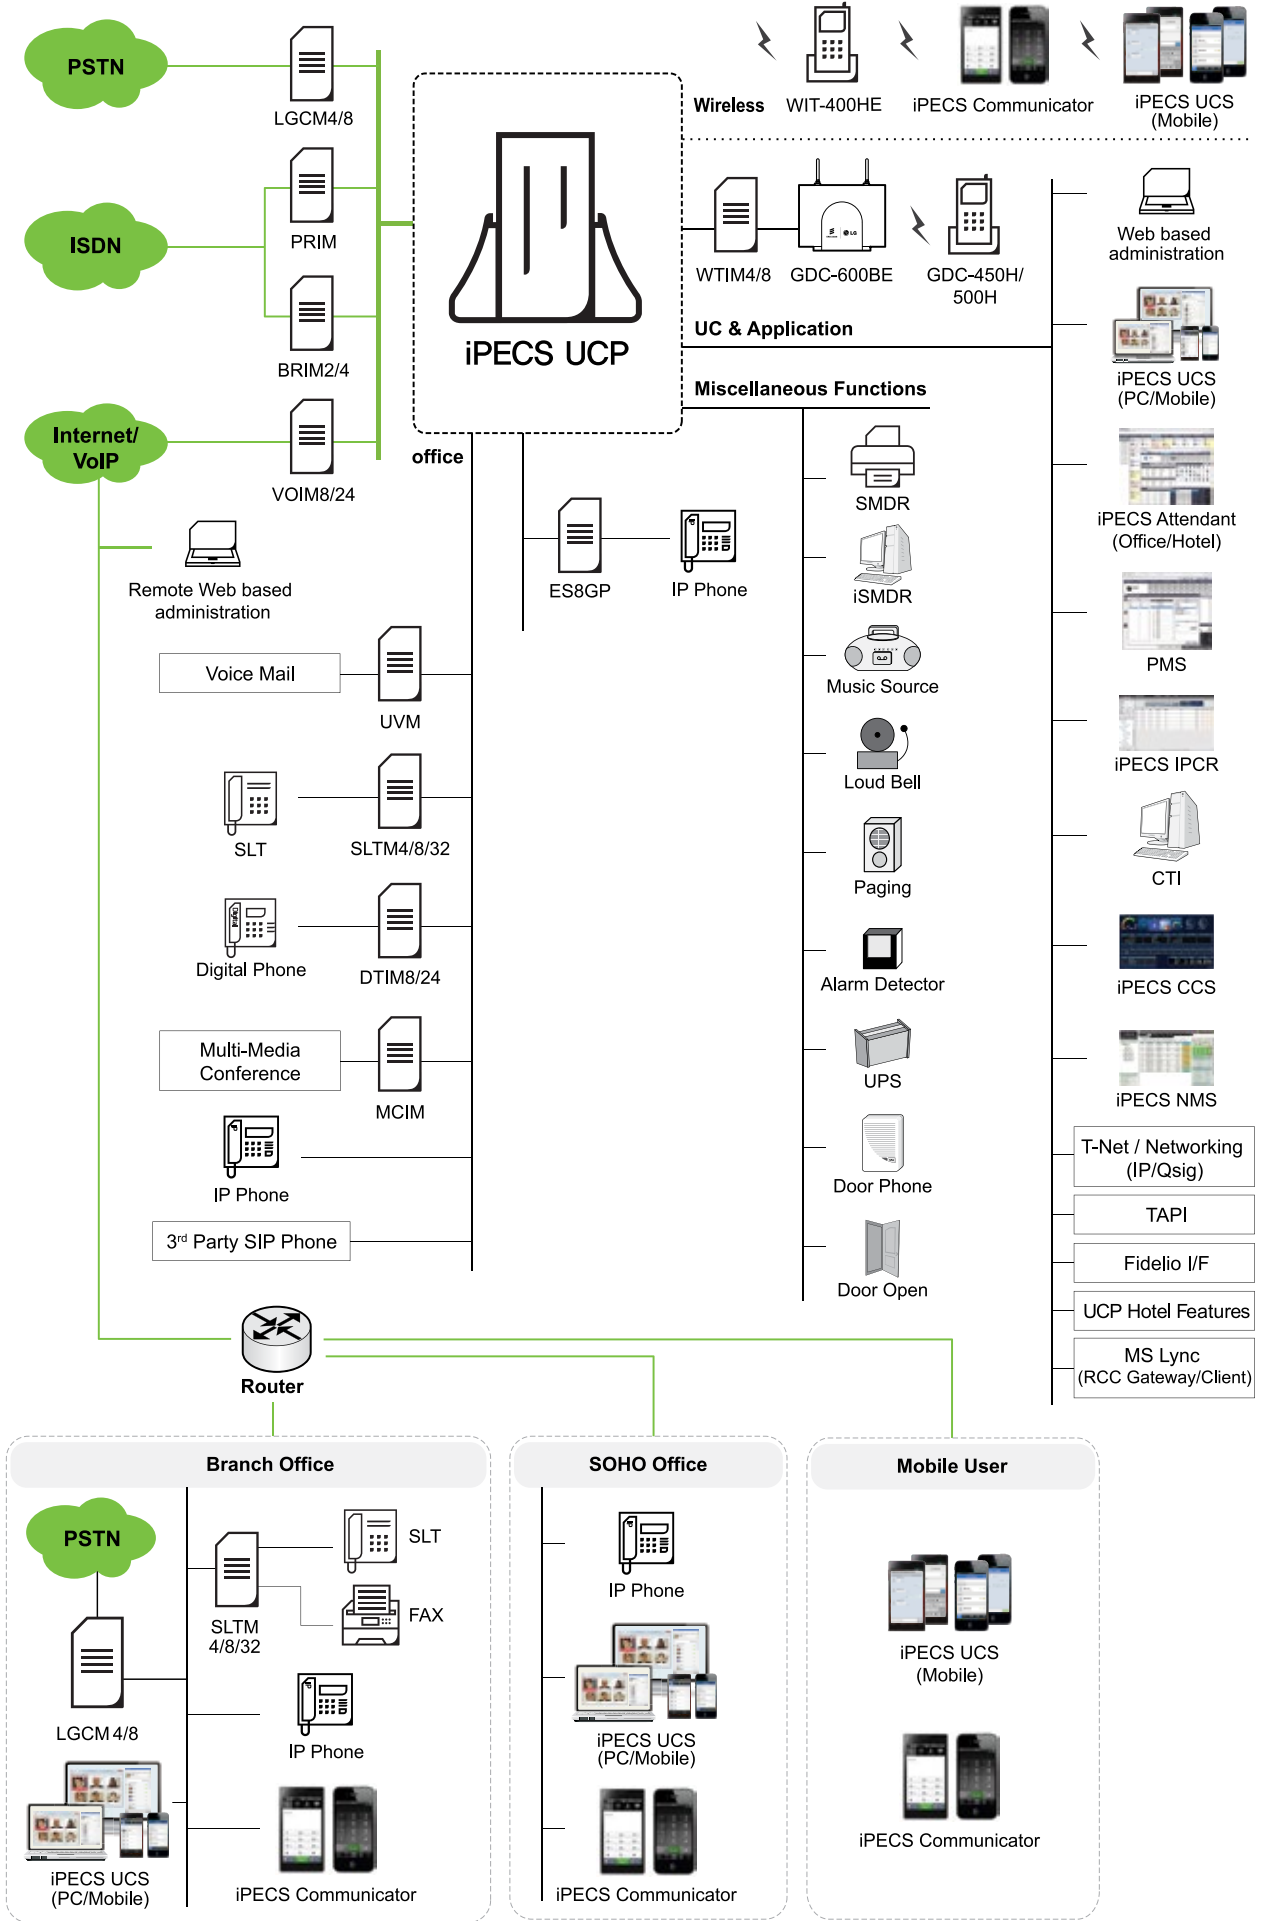 PSTN
LGCM4/8
ISDN
PRIM
BRIM2/4
Internet/
VoIP
VOIM8/24
Remote Web based
administration
iPECS UCP
Wireless
WIT-400HE
iPECS Communicator
iPECS UCS
(Mobile)
WTIM4/8
GDC-600BE
GDC-450H/
500H
UC & Application
Miscellaneous Functions
office
ES8GP
IP Phone
Voice Mail
UVM
SLT
SLTM4/8/32
Digital Phone
DTIM8/24
Multi-Media
Conference
MCIM
IP Phone
3rd Party SIP Phone
SMDR
iSMDR
Music Source
Loud Bell
Paging
Alarm Detector
UPS
Door Phone
Door Open
Web based
administration
iPECS UCS
(PC/Mobile)
iPECS Attendant
(Office/Hotel)
PMS
iPECS IPCR
CTI
iPECS CCS
iPECS NMS
T-Net / Networking
(IP/Qsig)
TAPI
Fidelio I/F
UCP Hotel Features
MS Lync
(RCC Gateway/Client)
Router
Branch Office
PSTN
LGCM 4/8
SLTM
4/8/32
SLT
FAX
IP Phone
iPECS UCS
(PC/Mobile)
iPECS Communicator
SOHO Office
IP Phone
iPECS UCS
(PC/Mobile)
iPECS Communicator
Mobile User
iPECS UCS
(Mobile)
iPECS Communicator